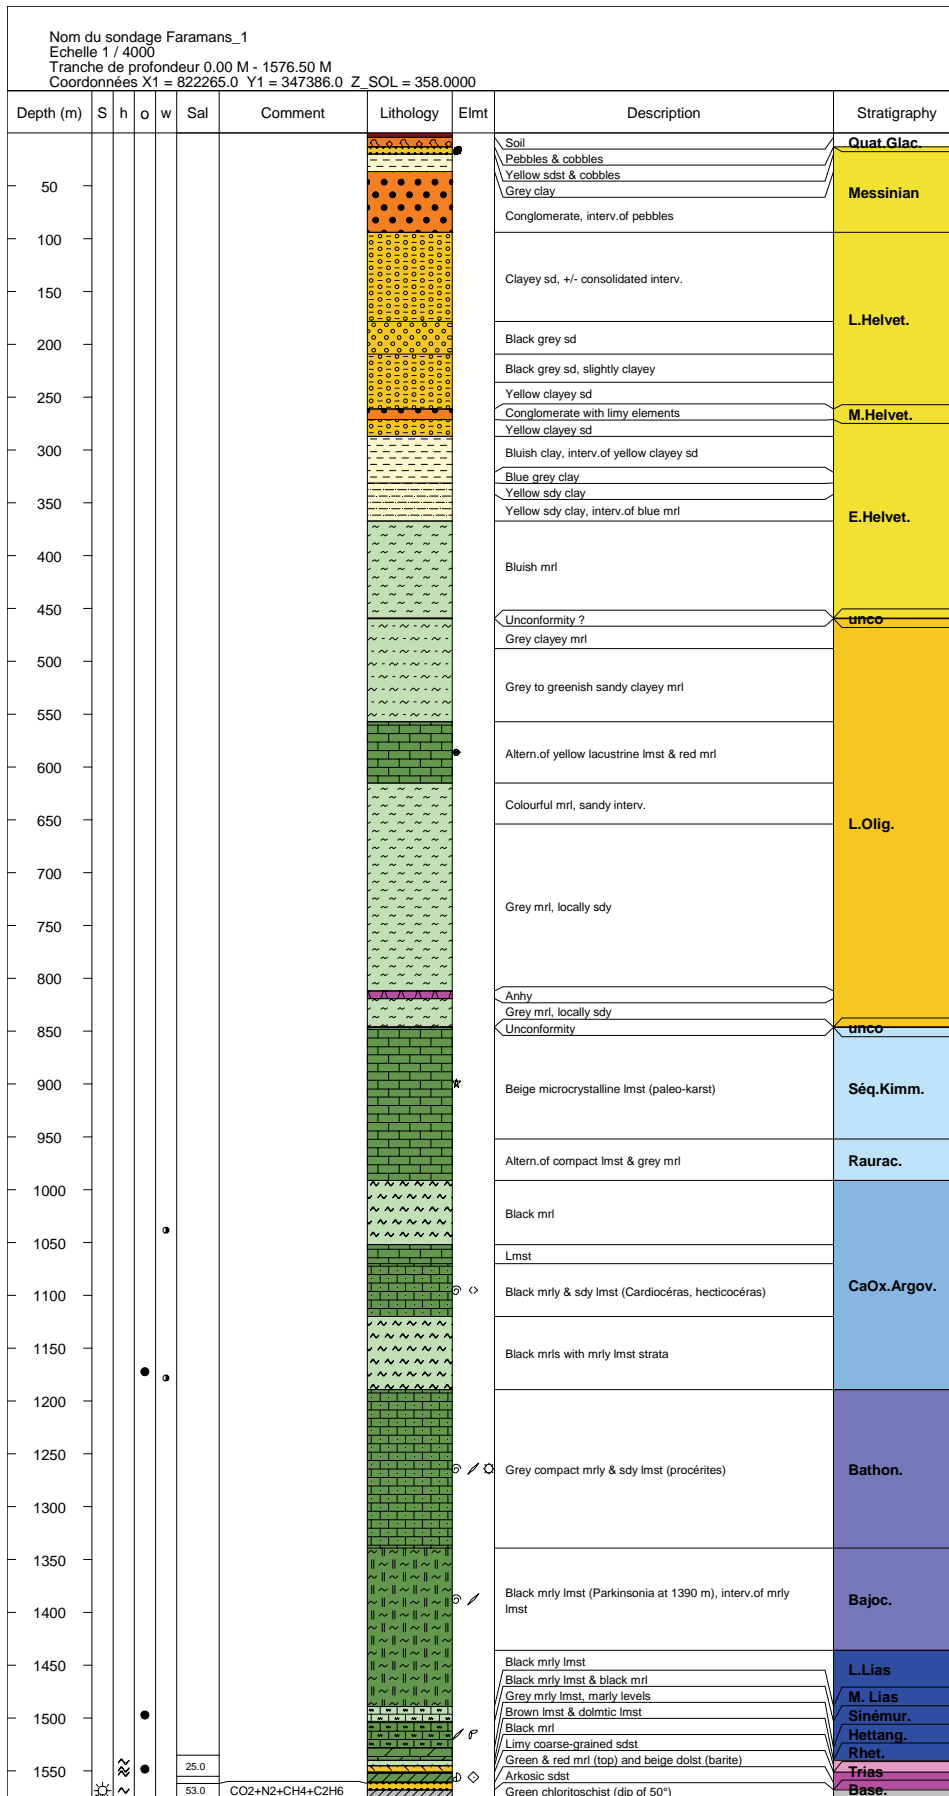 Nom du sondage Faramans_1
Echelle 1 / 4000
Tranche de profondeur 0.00 M - 1576.50 M
Coordonnées X1 = 822265.0 Y1 = 347386.0 Z_SOL = 358.0000
Depth (m) S h o w Sal Comment Lithology Elmt Description Stratigraphy
Soil Quat.Glac.
Pebbles & cobbles
Yellow sdst & cobbles
50 Grey clay Messinian
Conglomerate, interv.of pebbles
100
Clayey sd, +/- consolidated interv.
150
L.Helvet.
200 Black grey sd
Black grey sd, slightly clayey
250 Yellow clayey sd
Conglomerate with limy elements M.Helvet.
Yellow clayey sd
300 Bluish clay, interv.of yellow clayey sd
Blue grey clay
Yellow sdy clay
350 Yellow sdy clay, interv.of blue mrl E.Helvet.
400 Bluish mrl
450
Unconformity ? unco
Grey clayey mrl
500
Grey to greenish sandy clayey mrl
550
Altern.of yellow lacustrine lmst & red mrl
600
Colourful mrl, sandy interv.
650 L.Olig.
700
Grey mrl, locally sdy
750
800
Anhy
Grey mrl, locally sdy
850 Unconformity unco
900 Beige microcrystalline lmst (paleo-karst) Séq.Kimm.
950
Altern.of compact lmst & grey mrl Raurac.
1000
Black mrl
1050
Lmst
1100 Black mrly & sdy lmst (Cardiocéras, hecticocéras) CaOx.Argov.
1150 Black mrls with mrly lmst strata
1200
1250 Grey compact mrly & sdy lmst (procérites) Bathon.
1300
1350
Black mrly lmst (Parkinsonia at 1390 m), interv.of mrly
lmst
Bajoc.
1400
1450 Black mrly lmst L.Lias
Black mrly lmst & black mrl
Grey mrly lmst, marly levels M. Lias
1500 Brown lmst & dolmtic lmst Sinémur.
Black mrl Hettang.
Limy coarse-grained sdst Rhet.
Green & red mrl (top) and beige dolst (barite)
1550 25.0 Arkosic sdst Trias
53.0 CO2+N2+CH4+C2H6 Green chloritoschist (dip of 50°) Base.